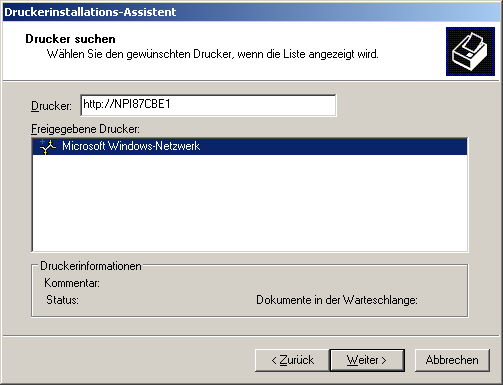 Druckerinstallations-Assistent
Drucker suchen
Wählen Sie den gewünschten Drucker, wenn die Liste angezeigt wird.
Drucker: http://NPI87CBE1
Freigegebene Drucker:
Microsoft Windows-Netzwerk
Druckerinformationen
Kommentar:
Status: Dokumente in der Warteschlange:
< Zurück Weiter > Abbrechen